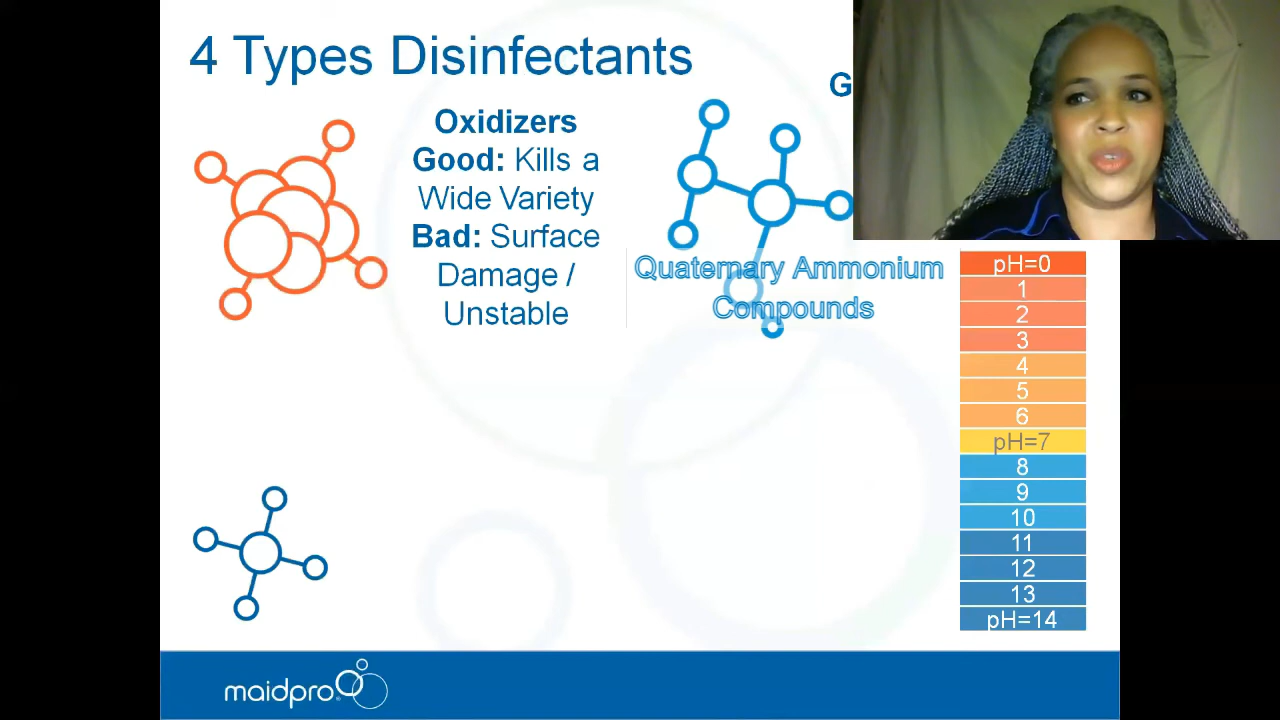 4 Types Disinfectants
G
Oxidizers
Good: Kills a
Wide Variety
Bad: Surface
Damage /
Unstable
Quaternary Ammonium
Compounds
pH=0
1
2
3
4
5
6
pH=7
8
9
10
11
12
13
pH=14
maidpro